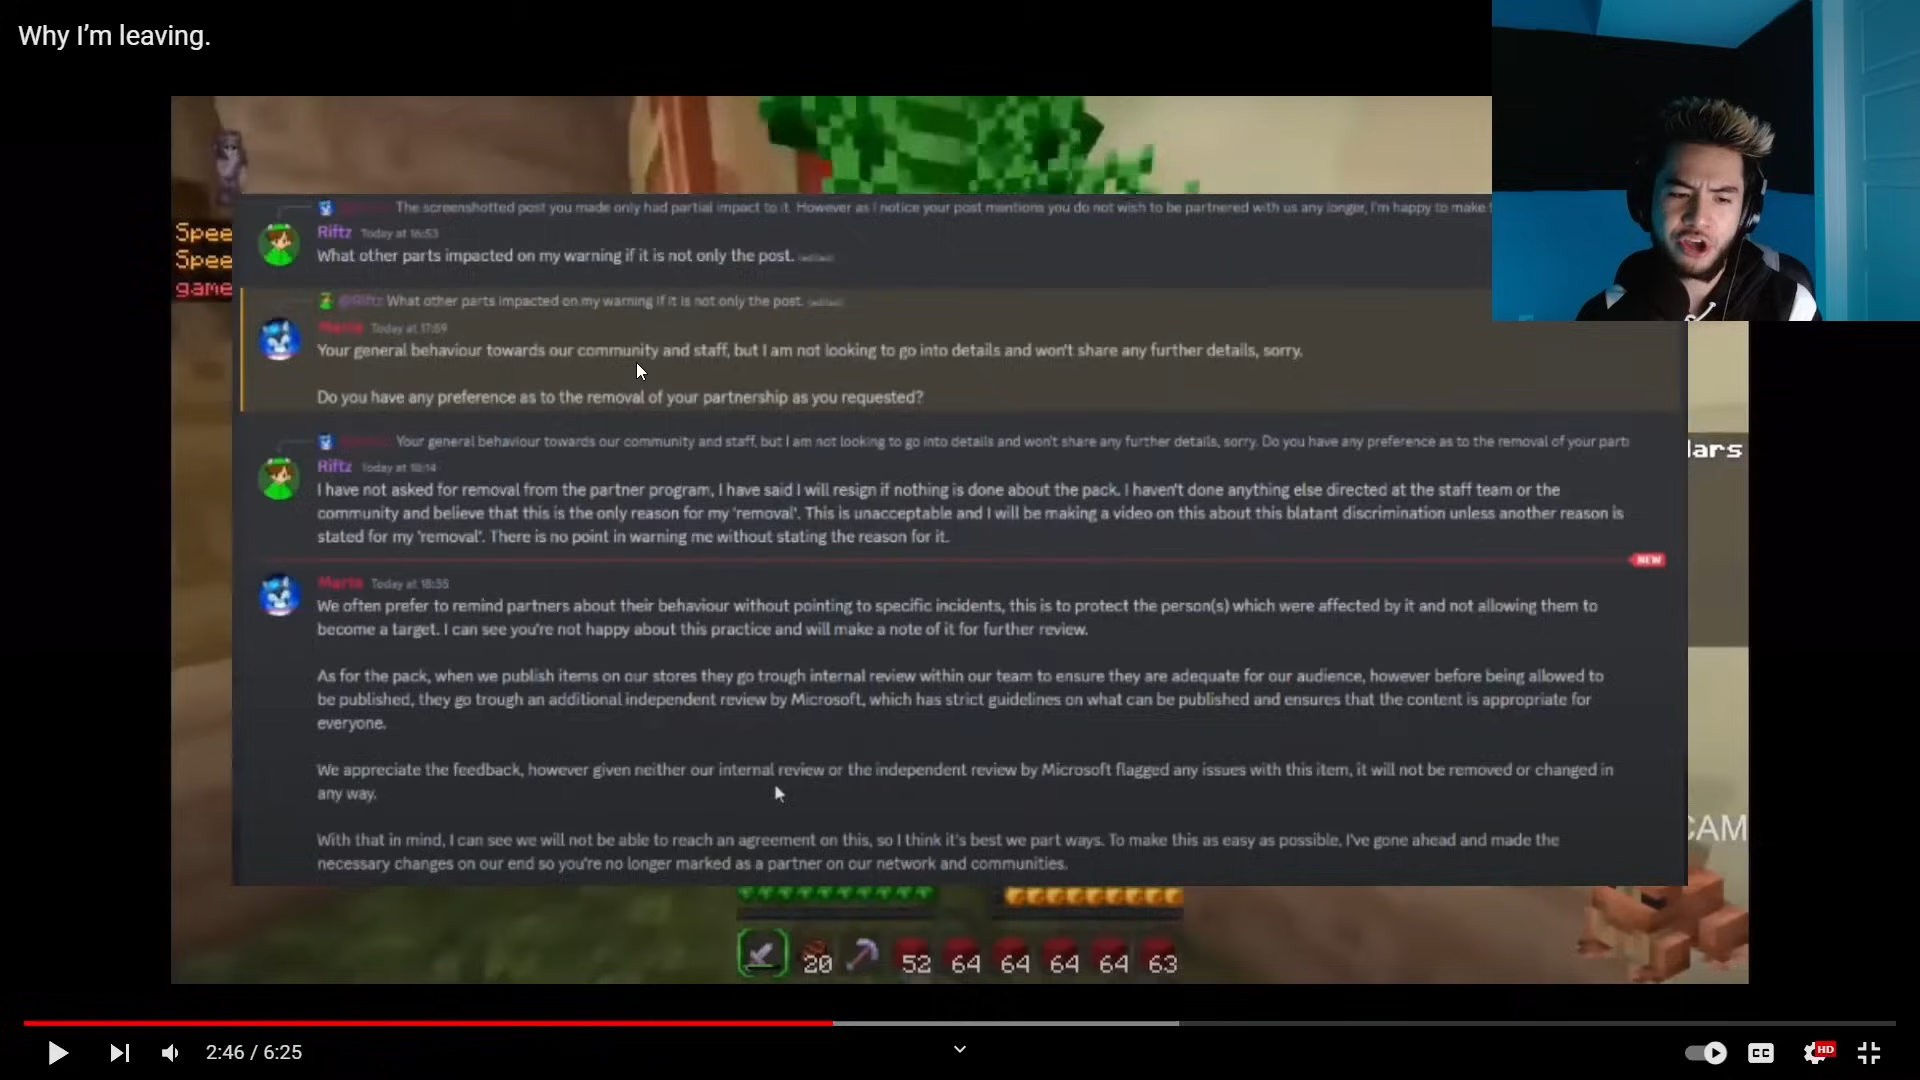 Why I'm leaving.
The screenshotted post you made only had partial impact to it. However as I notice your post mentions you do not wish to be partnered with us any longer, I'm happy to make
Riftz Today at 16:53
What other parts impacted on my warning if it is not only the post. (edited)
@Riftz What other parts impacted on my warning if it is not only the post. (edited)
Today at 17:59
Your general behaviour towards our community and staff, but I am not looking to go into details and won't share any further details, sorry.
Do you have any preference as to the removal of your partnership as you requested?
Your general behaviour towards our community and staff, but I am not looking to go into details and won't share any further details, sorry. Do you have any preference as to the removal of your part
Riftz Today at 18:14
I have not asked for removal from the partner program, I have said I will resign if nothing is done about the pack. I haven't done anything else directed at the staff team or the
community and believe that this is the only reason for my 'removal'. This is unacceptable and I will be making a video on this about this blatant discrimination unless another reason is
stated for my 'removal'. There is no point in warning me without stating the reason for it.
NEW
Today at 18:35
We often prefer to remind partners about their behaviour without pointing to specific incidents, this is to protect the person(s) which were affected by it and not allowing them to
become a target. I can see you're not happy about this practice and will make a note of it for further review.
As for the pack, when we publish items on our stores they go trough internal review within our team to ensure they are adequate for our audience, however before being allowed to
be published, they go trough an additional independent review by Microsoft, which has strict guidelines on what can be published and ensures that the content is appropriate for
everyone.
We appreciate the feedback, however given neither our internal review or the independent review by Microsoft flagged any issues with this item, it will not be removed or changed in
any way.
With that in mind, I can see we will not be able to reach an agreement on this, so I think it's best we part ways. To make this as easy as possible, I've gone ahead and made the
necessary changes on our end so you're no longer marked as a partner on our network and communities.
Spee
Spee
game
lars
CAM
20 52 64 64 64 64 63
2:46 / 6:25
CC
HD